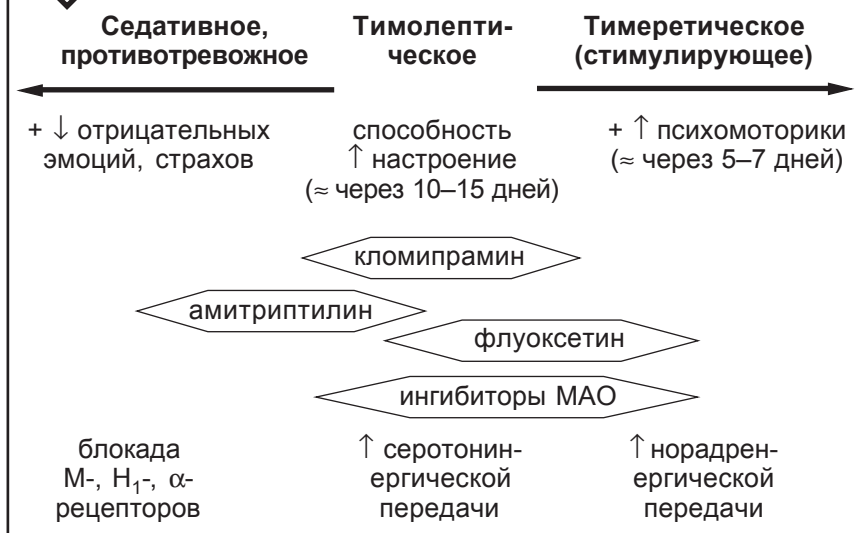 Седативное, противотревожное
Тимолепти-
ческое
Тимеретическое
(стимулирующее)
+ ↓ отрицательных
эмоций, страхов
способность
↑ настроение
(≈ через 10–15 дней)
+ ↑ психомоторики
(≈ через 5–7 дней)
кломипрамин
амитриптилин
флуоксетин
ингибиторы МАО
блокада
М-, H₁-, α-
рецепторов
↑ серотонин-
ергической
передачи
↑ норадрен-
ергической
передачи